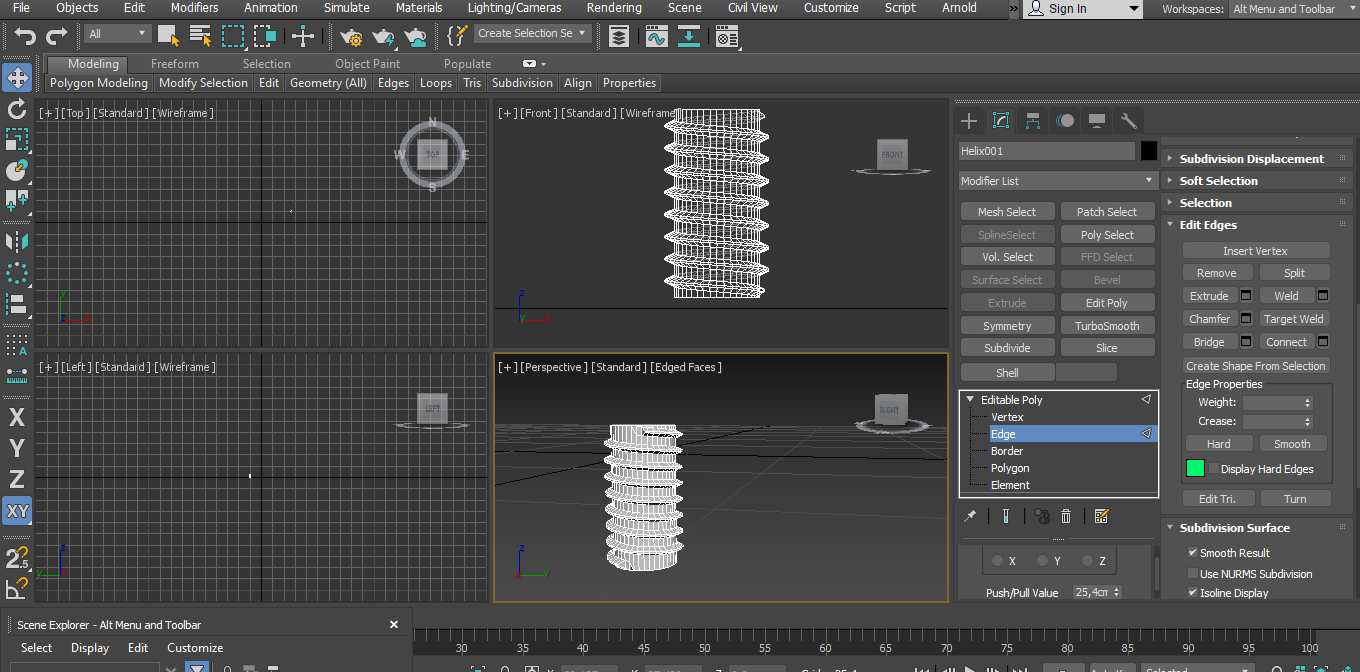 File Objects Edit Modifiers Animation Simulate Materials Lighting/Cameras Rendering Scene Civil View Customize Script Arnold » Sign In Workspaces: Alt Menu and Toolbar
All Create Selection Se
Modeling Freeform Selection Object Paint Populate
Polygon Modeling Modify Selection Edit Geometry (All) Edges Loops Tris Subdivision Align Properties
[+] [Top] [Standard] [Wireframe]
N
W TOP E
S
y
[+] [Front] [Standard] [Wireframe
FRONT
z
y
[+] [Left] [Standard] [Wireframe]
LEFT
z
y
[+] [Perspective] [Standard] [Edged Faces]
RIGHT
z
y
X
Y
Z
XY
2.5
A
Helix001
Modifier List
Mesh Select Patch Select
SplineSelect Poly Select
Vol. Select FFD Select
Surface Select Bevel
Extrude Edit Poly
Symmetry TurboSmooth
Subdivide Slice
Shell
Editable Poly
Vertex
Edge
Border
Polygon
Element
X Y Z
Push/Pull Value 25,4cm
Subdivision Displacement
Soft Selection
Selection
Edit Edges
Insert Vertex
Remove Split
Extrude Weld
Chamfer Target Weld
Bridge Connect
Create Shape From Selection
Edge Properties
Weight:
Crease:
Hard Smooth
Display Hard Edges
Edit Tri. Turn
Subdivision Surface
Smooth Result
Use NURMS Subdivision
Isoline Display
Scene Explorer - Alt Menu and Toolbar
Select Display Edit Customize
30 35 40 45 50 55 60 65 70 75 80 85 90 95 100